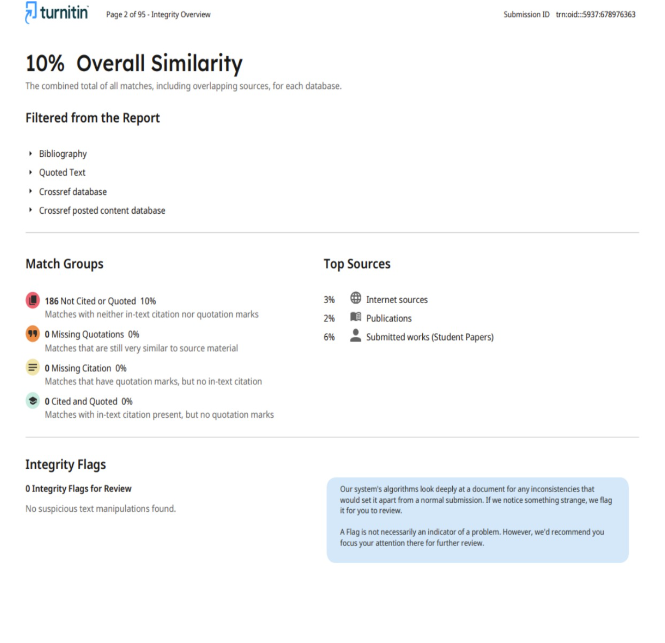 turnitin Page 2 of 95 - Integrity Overview Submission ID trn:oid:::5937:678976363
10% Overall Similarity
The combined total of all matches, including overlapping sources, for each database.
Filtered from the Report
Bibliography
Quoted Text
Crossref database
Crossref posted content database
Match Groups
186 Not Cited or Quoted 10%
Matches with neither in-text citation nor quotation marks
0 Missing Quotations 0%
Matches that are still very similar to source material
0 Missing Citation 0%
Matches that have quotation marks, but no in-text citation
0 Cited and Quoted 0%
Matches with in-text citation present, but no quotation marks
Top Sources
3% Internet sources
2% Publications
6% Submitted works (Student Papers)
Integrity Flags
0 Integrity Flags for Review
No suspicious text manipulations found.
Our system's algorithms look deeply at a document for any inconsistencies that
would set it apart from a normal submission. If we notice something strange, we flag
it for you to review.
A Flag is not necessarily an indicator of a problem. However, we'd recommend you
focus your attention there for further review.